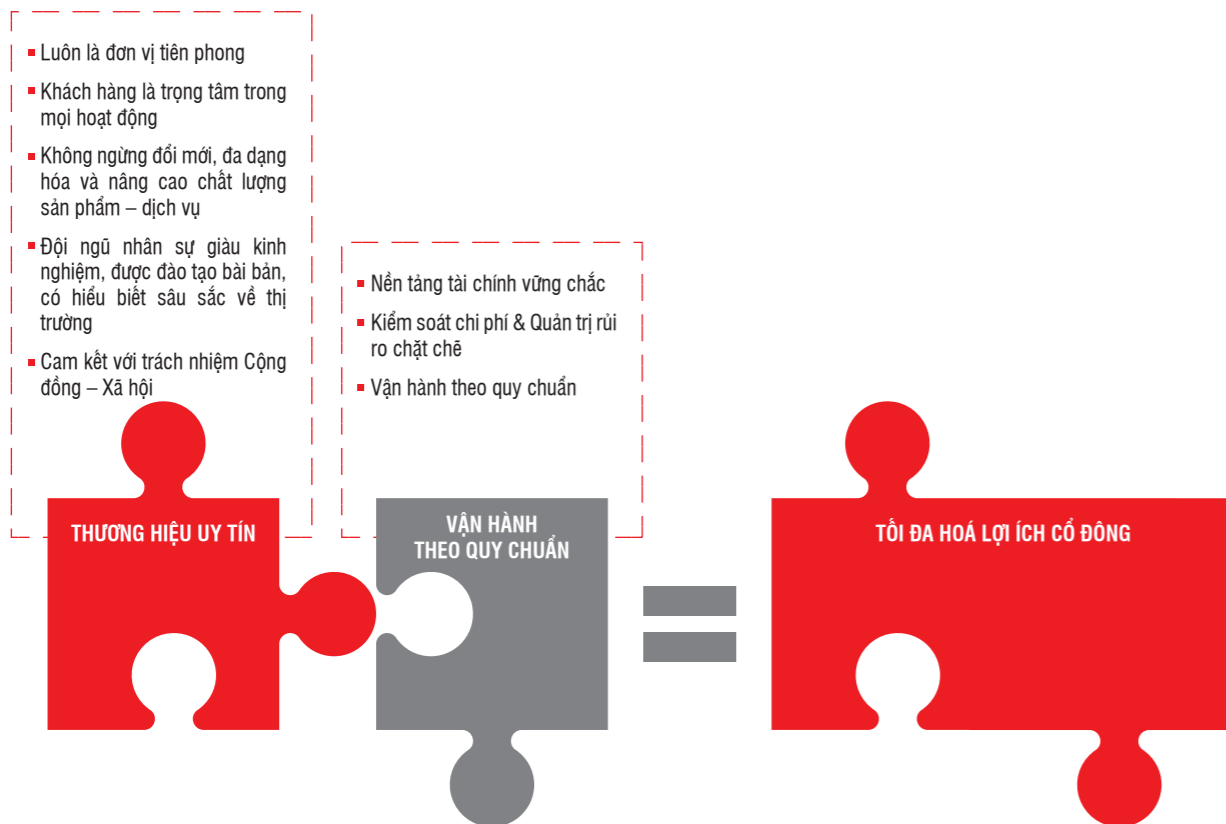 Luôn là đơn vị tiên phong
Khách hàng là trọng tâm trong
mọi hoạt động
Không ngừng đổi mới, đa dạng
hóa và nâng cao chất lượng
sản phẩm – dịch vụ
Đội ngũ nhân sự giàu kinh
nghiệm, được đào tạo bài bản,
có hiểu biết sâu sắc về thị
trường
Cam kết với trách nhiệm Cộng
đồng – Xã hội
Nền tảng tài chính vững chắc
Kiểm soát chi phí & Quản trị rủi
ro chặt chẽ
Vận hành theo quy chuẩn
THƯƠNG HIỆU UY TÍN
VẬN HÀNH
THEO QUY CHUẨN
TỐI ĐA HOÁ LỢI ÍCH CỔ ĐÔNG